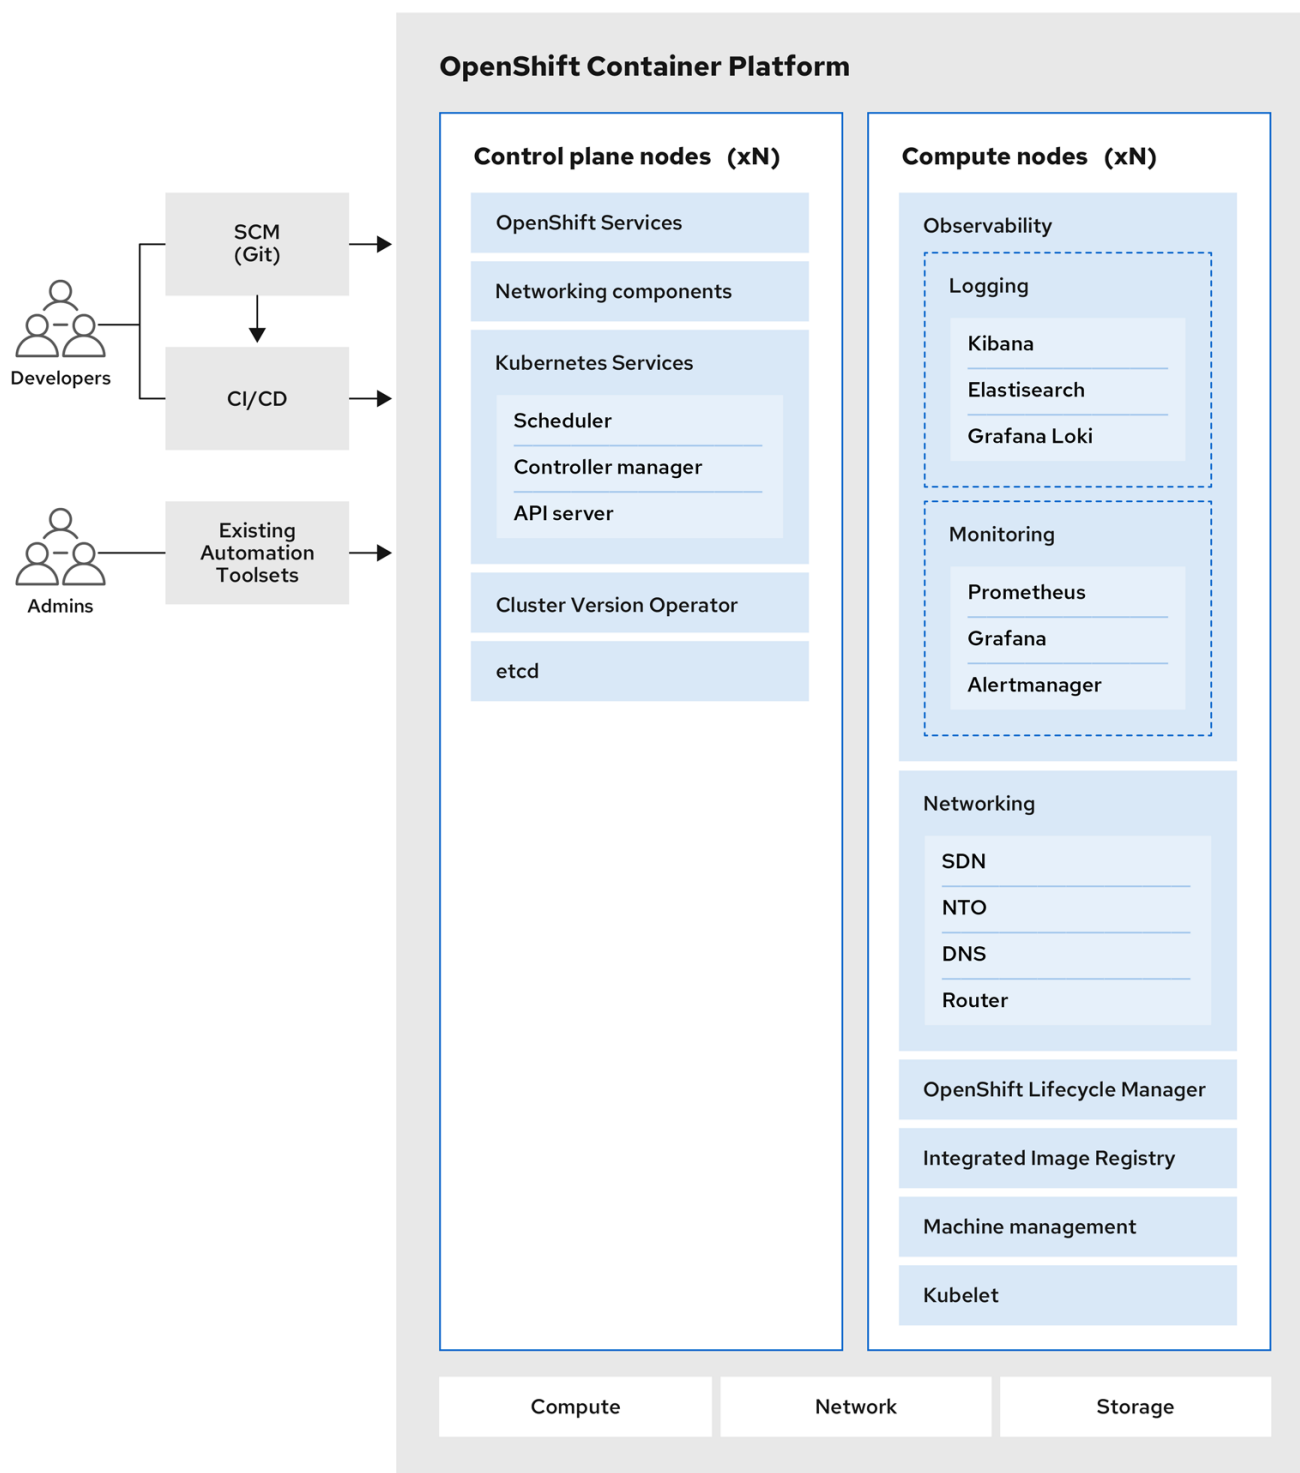 OpenShift Container Platform
Control plane nodes (xN)
OpenShift Services
Networking components
Kubernetes Services
Scheduler
Controller manager
API server
Cluster Version Operator
etcd
Compute nodes (xN)
Observability
Logging
Kibana
Elastisearch
Grafana Loki
Monitoring
Prometheus
Grafana
Alertmanager
Networking
SDN
NTO
DNS
Router
OpenShift Lifecycle Manager
Integrated Image Registry
Machine management
Kubelet
Compute
Network
Storage
SCM
(Git)
Developers
CI/CD
Existing
Automation
Toolsets
Admins